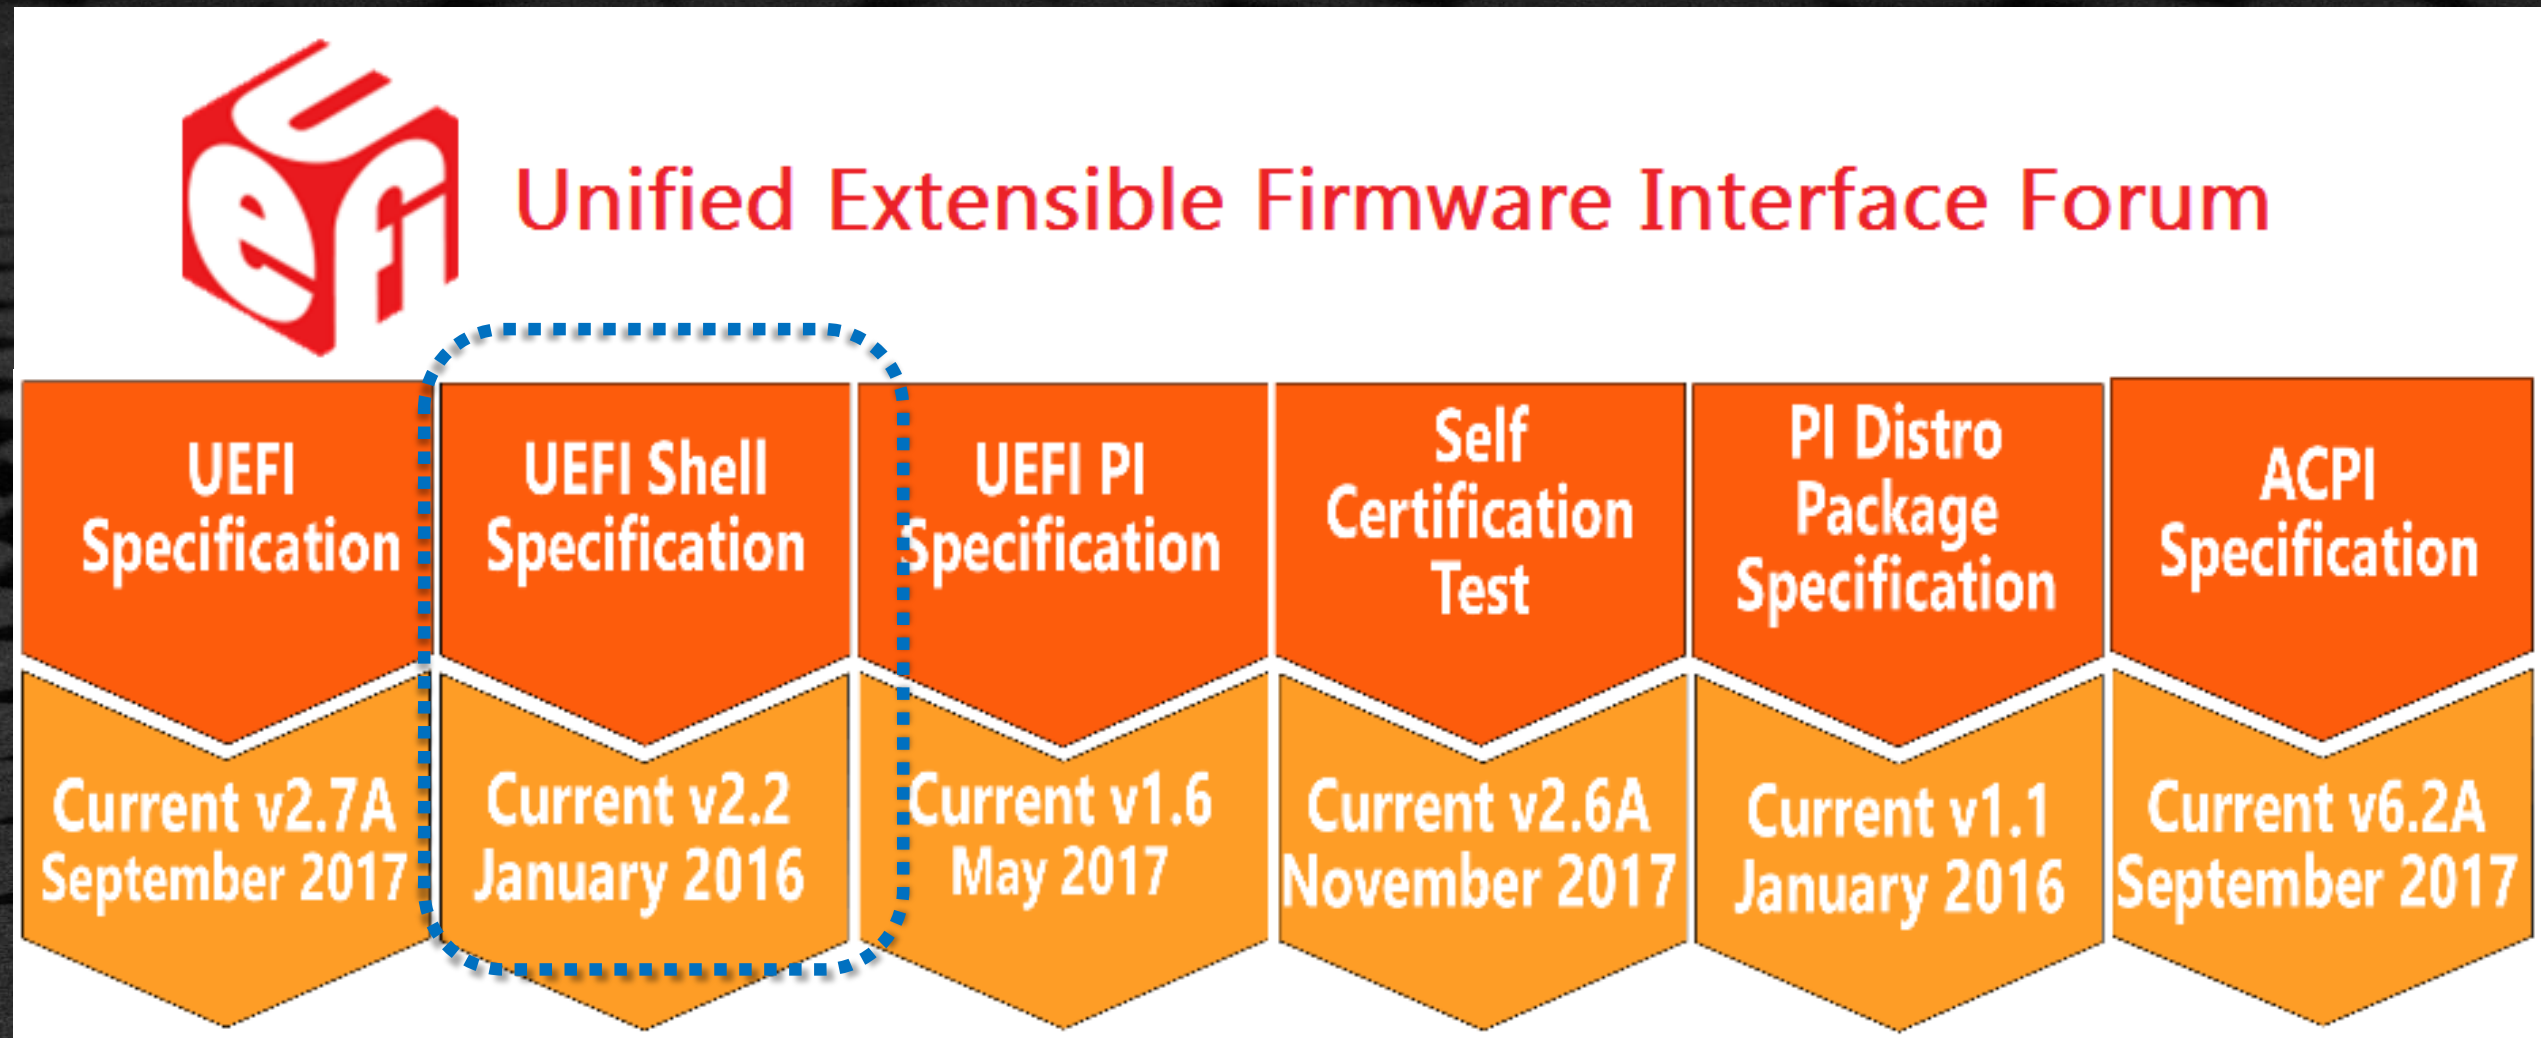 UEFI
Unified Extensible Firmware Interface Forum
UEFI
Specification
Current v2.7A
September 2017
UEFI Shell
Specification
Current v2.2
January 2016
UEFI PI
Specification
Current v1.6
May 2017
Self
Certification
Test
Current v2.6A
November 2017
PI Distro
Package
Specification
Current v1.1
January 2016
ACPI
Specification
Current v6.2A
September 2017